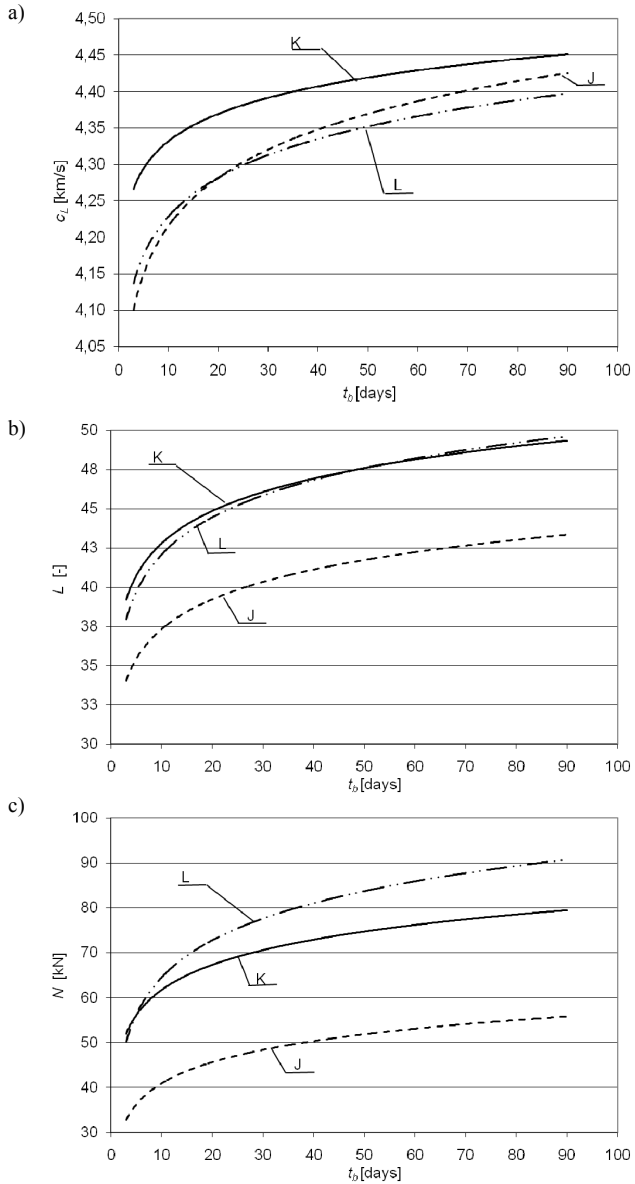 a)
4,50
4,45
4,40
4,35
4,30
4,25
4,20
4,15
4,10
4,05
c_L [km/s]
K
J
L
0 10 20 30 40 50 60 70 80 90 100
t_b [days]
b)
50
48
45
43
40
38
35
33
30
L [-]
K
L
J
0 10 20 30 40 50 60 70 80 90 100
t_b [days]
c)
100
90
80
70
60
50
40
30
N [kN]
L
K
J
0 10 20 30 40 50 60 70 80 90 100
t_b [days]